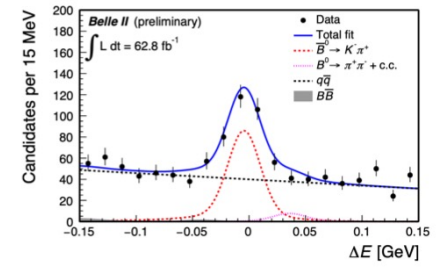 Belle II (preliminary)
∫ L dt = 62.8 fb⁻¹
Data
Total fit
B̅⁰→ K⁻π⁺
B⁰→ π⁺π⁻ + c.c.
qq̅
BB̅
Candidates per 15 MeV
200
180
160
140
120
100
80
60
40
20
0
−0.15 −0.1 −0.05 0 0.05 0.1 0.15
ΔE [GeV]